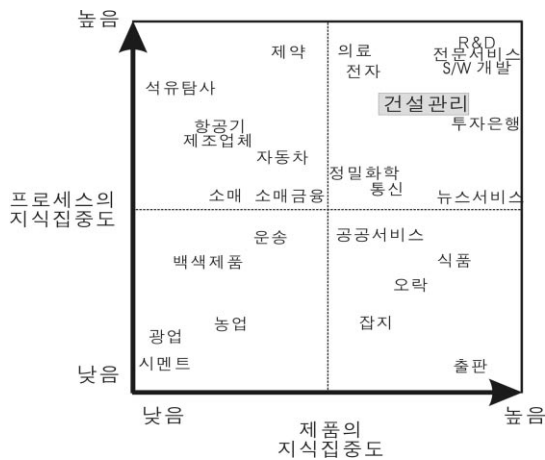 높음
R&D
제약
의료
전문서비스
전자
S/W 개발
석유탐사
건설관리
항공기
제조업체
투자은행
자동차
정밀화학
통신
프로세스의
지식집중도
소매
소매금융
뉴스서비스
운송
공공서비스
백색제품
식품
오락
농업
잡지
광업
시멘트
출판
낮음
낮음
제품의
지식집중도
높음